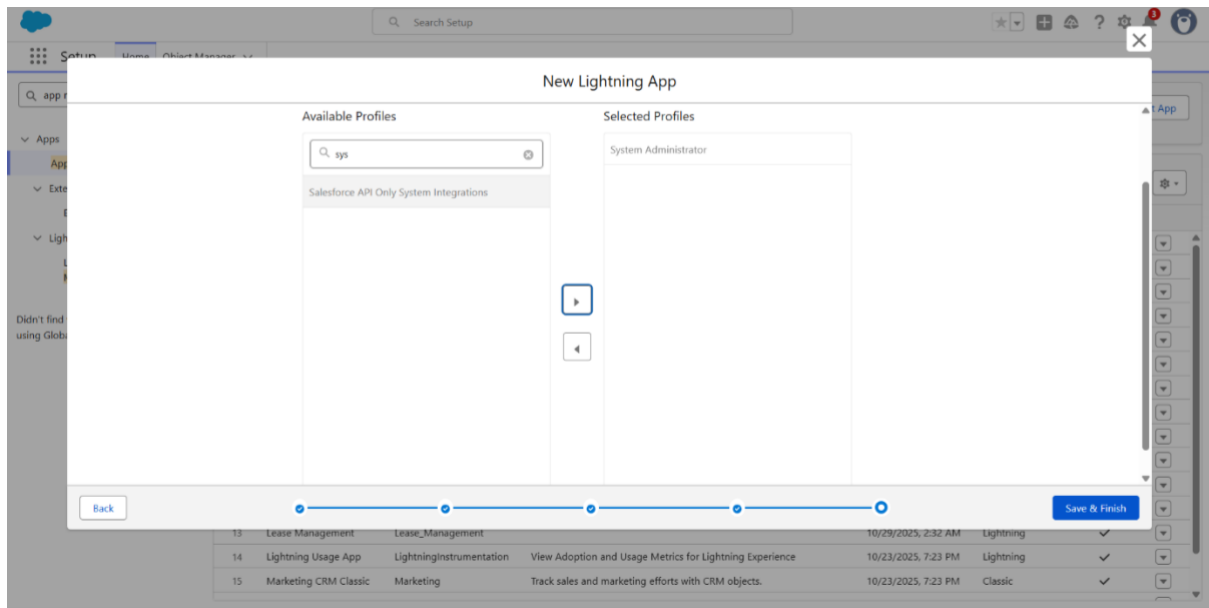 Search Setup
3
Setup Home Object Manager
New Lightning App
app
App
Apps
Available Profiles Selected Profiles
sys System Administrator
Salesforce API Only System Integrations
Didn't find
using
Back Save & Finish
13 Lease Management Lease_Management 10/29/2025, 2:32 AM Lightning
14 Lightning Usage App LightningInstrumentation View Adoption and Usage Metrics for Lightning Experience 10/23/2025, 7:23 PM Lightning
15 Marketing CRM Classic Marketing Track sales and marketing efforts with CRM objects. 10/23/2025, 7:23 PM Classic